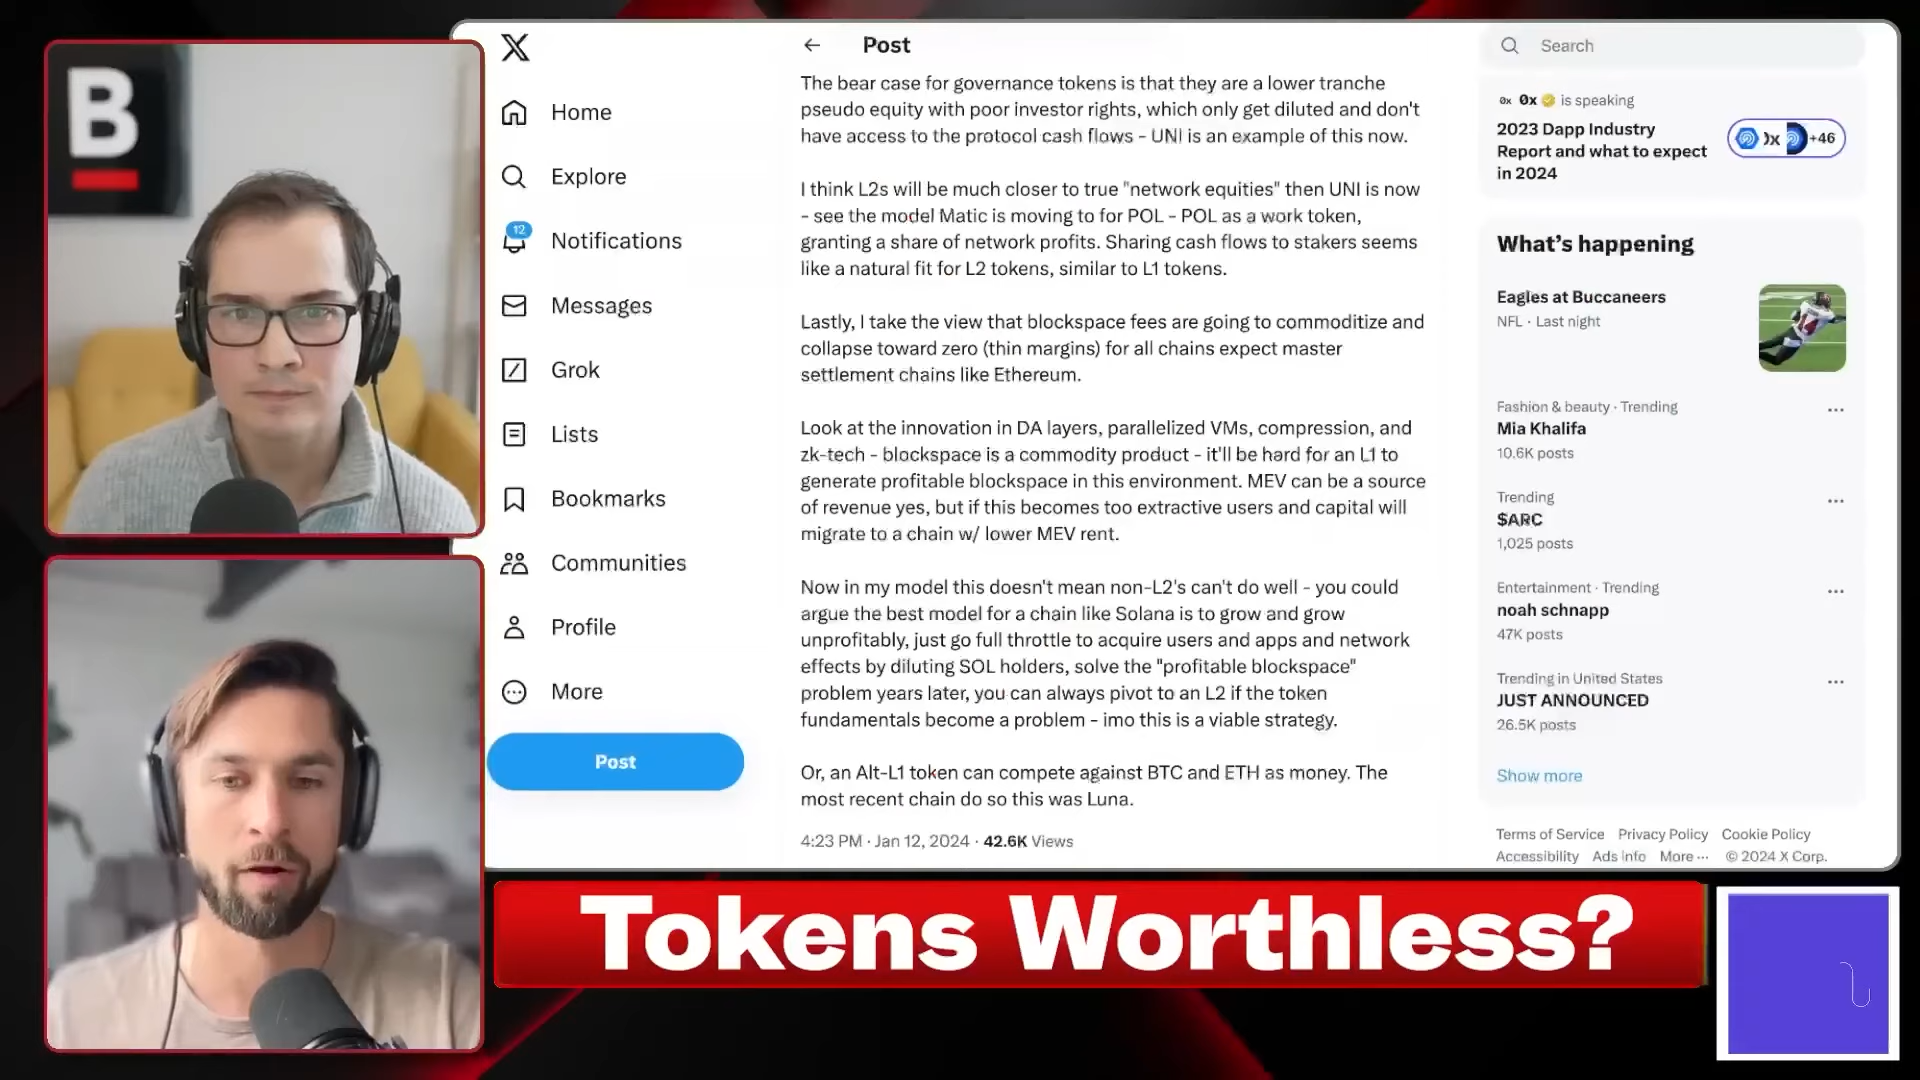 B
Home
Explore
12
Notifications
Messages
Grok
Lists
Bookmarks
Communities
Profile
More
Post
Post
The bear case for governance tokens is that they are a lower tranche
pseudo equity with poor investor rights, which only get diluted and don't
have access to the protocol cash flows - UNI is an example of this now.
I think L2s will be much closer to true "network equities" then UNI is now
- see the model Matic is moving to for POL - POL as a work token,
granting a share of network profits. Sharing cash flows to stakers seems
like a natural fit for L2 tokens, similar to L1 tokens.
Lastly, I take the view that blockspace fees are going to commoditize and
collapse toward zero (thin margins) for all chains expect master
settlement chains like Ethereum.
Look at the innovation in DA layers, parallelized VMs, compression, and
zk-tech - blockspace is a commodity product - it'll be hard for an L1 to
generate profitable blockspace in this environment. MEV can be a source
of revenue yes, but if this becomes too extractive users and capital will
migrate to a chain w/ lower MEV rent.
Now in my model this doesn't mean non-L2's can't do well - you could
argue the best model for a chain like Solana is to grow and grow
unprofitably, just go full throttle to acquire users and apps and network
effects by diluting SOL holders, solve the "profitable blockspace"
problem years later, you can always pivot to an L2 if the token
fundamentals become a problem - imo this is a viable strategy.
Or, an Alt-L1 token can compete against BTC and ETH as money. The
most recent chain do so this was Luna.
4:23 PM · Jan 12, 2024 · 42.6K Views
Search
0x 0x is speaking
2023 Dapp Industry
Report and what to expect
in 2024
+46
What's happening
Eagles at Buccaneers
NFL · Last night
Fashion & beauty · Trending
Mia Khalifa
10.6K posts
Trending
$ARC
1,025 posts
Entertainment · Trending
noah schnapp
47K posts
Trending in United States
JUST ANNOUNCED
26.5K posts
Show more
Terms of Service Privacy Policy Cookie Policy
Accessibility Ads info More ··· © 2024 X Corp.
Tokens Worthless?